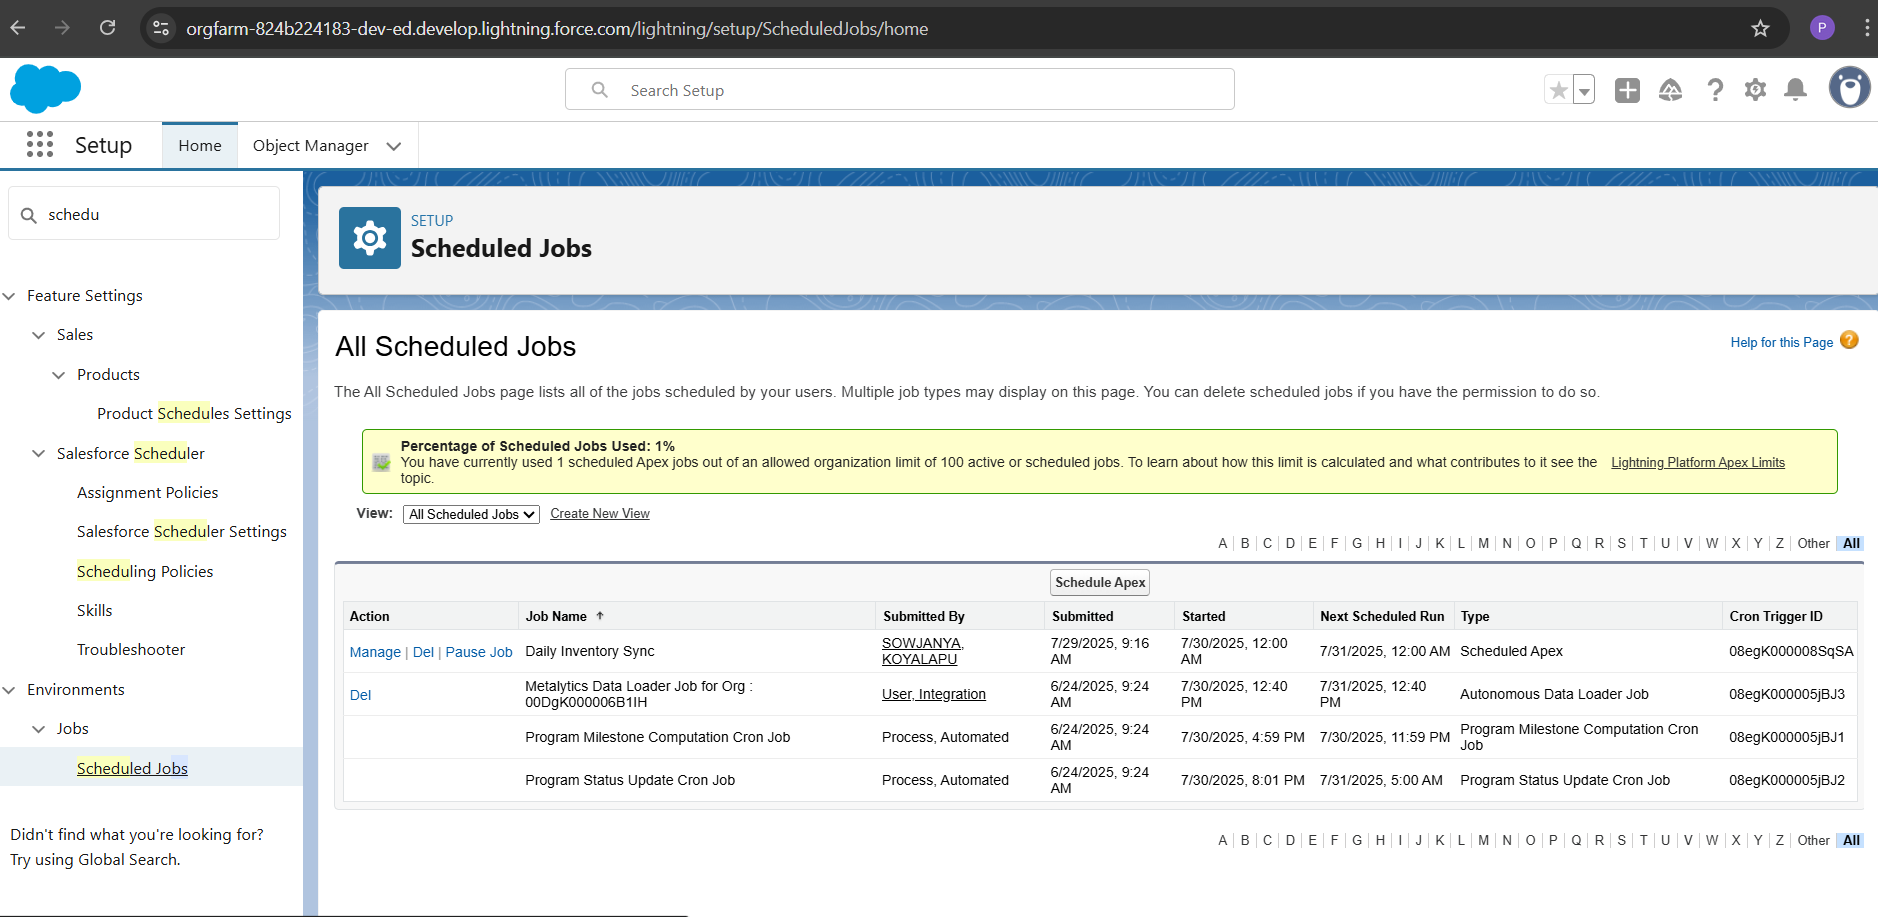 orgfarm-824b224183-dev-ed.develop.lightning.force.com/lightning/setup/ScheduledJobs/home
P
Search Setup
Setup
Home
Object Manager
schedu
Feature Settings
Sales
Products
Product Schedules Settings
Salesforce Scheduler
Assignment Policies
Salesforce Scheduler Settings
Scheduling Policies
Skills
Troubleshooter
Environments
Jobs
Scheduled Jobs
Didn't find what you're looking for?
Try using Global Search.
SETUP
Scheduled Jobs
All Scheduled Jobs
Help for this Page ?
The All Scheduled Jobs page lists all of the jobs scheduled by your users. Multiple job types may display on this page. You can delete scheduled jobs if you have the permission to do so.
Percentage of Scheduled Jobs Used: 1%
You have currently used 1 scheduled Apex jobs out of an allowed organization limit of 100 active or scheduled jobs. To learn about how this limit is calculated and what contributes to it see the Lightning Platform Apex Limits
topic.
View: All Scheduled Jobs Create New View
A B C D E F G H I J K L M N O P Q R S T U V W X Y Z Other All
Schedule Apex
Action Job Name Submitted By Submitted Started Next Scheduled Run Type Cron Trigger ID
Manage | Del | Pause Job Daily Inventory Sync SOWJANYA, KOYALAPU 7/29/2025, 9:16 AM 7/30/2025, 12:00 AM 7/31/2025, 12:00 AM Scheduled Apex 08egK000008SqSA
Del Metalytics Data Loader Job for Org : 00DgK000006B1IH User, Integration 6/24/2025, 9:24 AM 7/30/2025, 12:40 PM 7/31/2025, 12:40 PM Autonomous Data Loader Job 08egK000005jBJ3
Program Milestone Computation Cron Job Process, Automated 6/24/2025, 9:24 AM 7/30/2025, 4:59 PM 7/30/2025, 11:59 PM Program Milestone Computation Cron Job 08egK000005jBJ1
Program Status Update Cron Job Process, Automated 6/24/2025, 9:24 AM 7/30/2025, 8:01 PM 7/31/2025, 5:00 AM Program Status Update Cron Job 08egK000005jBJ2
A B C D E F G H I J K L M N O P Q R S T U V W X Y Z Other All